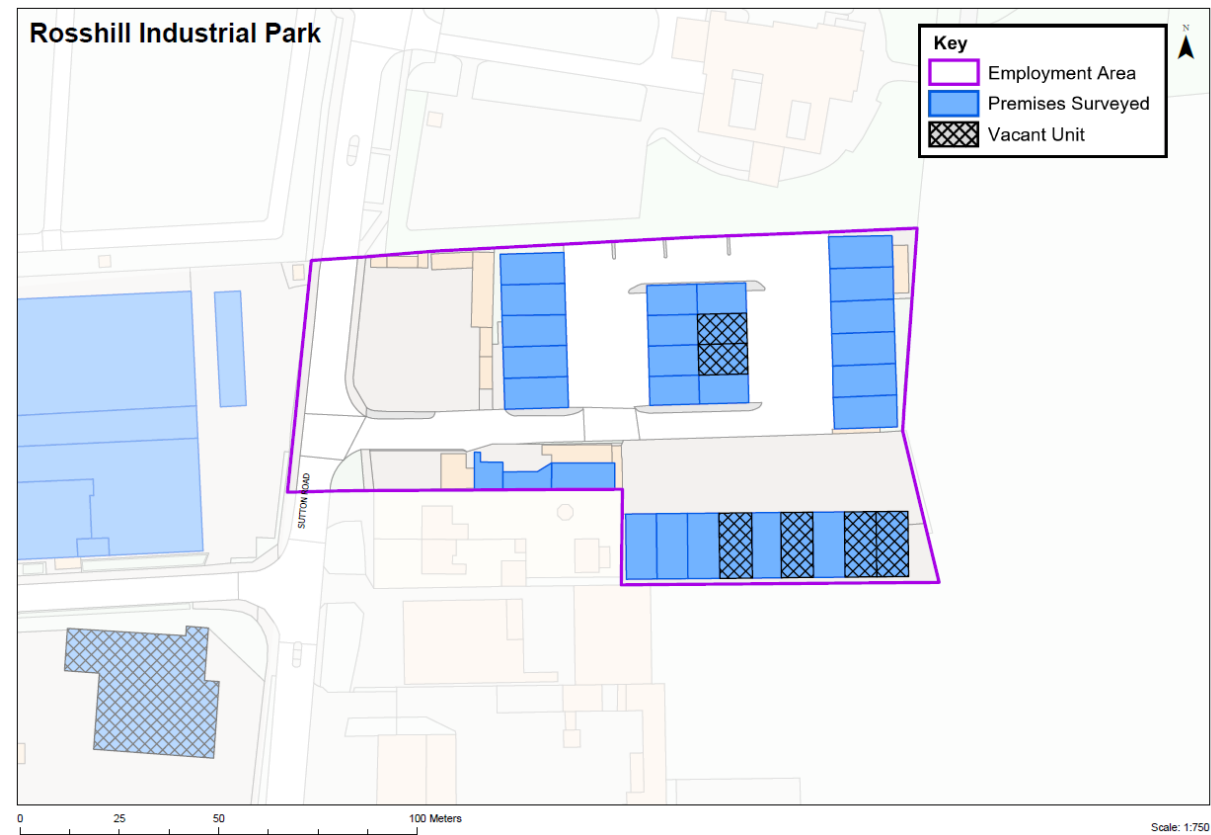 Rosshill Industrial Park
N
Key
Employment Area
Premises Surveyed
Vacant Unit
SUTTON ROAD
0 25 50 100 Meters
Scale: 1:750